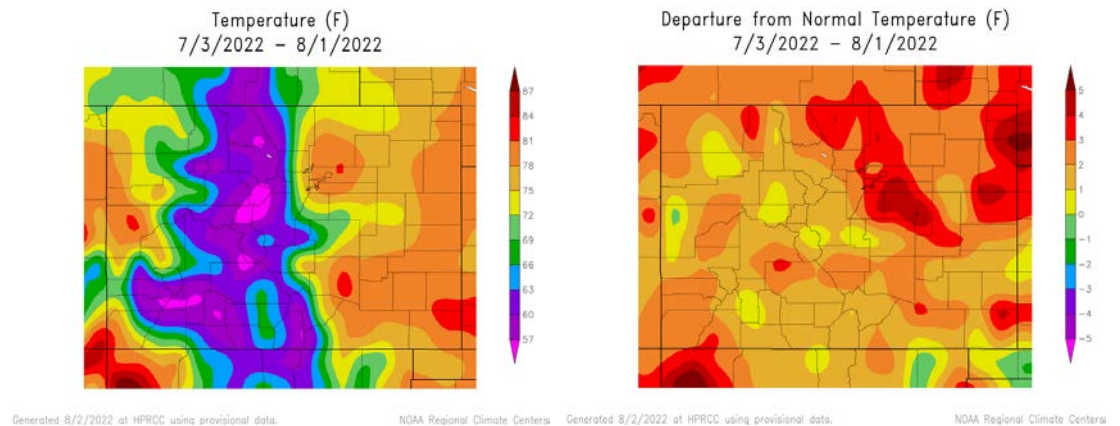 Temperature (F)
7/3/2022 – 8/1/2022
87
84
81
78
75
72
69
66
63
60
57
Generated 8/2/2022 at HPRCC using provisional data.
NOAA Regional Climate Centers
Departure from Normal Temperature (F)
7/3/2022 – 8/1/2022
5
4
3
2
1
0
-1
-2
-3
-4
-5
Generated 8/2/2022 at HPRCC using provisional data.
NOAA Regional Climate Centers